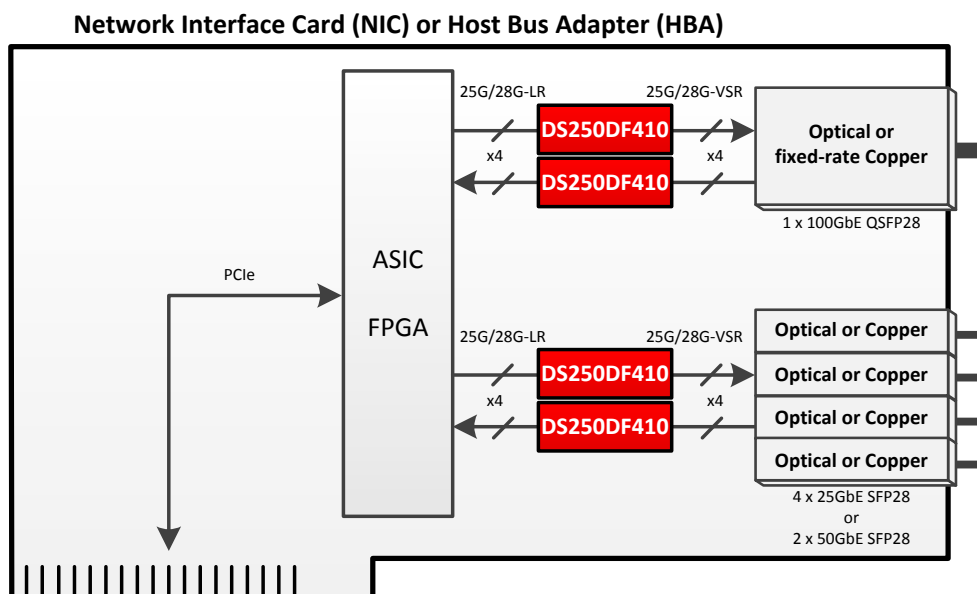 Network Interface Card (NIC) or Host Bus Adapter (HBA)
25G/28G-LR
25G/28G-VSR
DS250DF410
x4
x4
DS250DF410
Optical or
fixed-rate Copper
1 x 100GbE QSFP28
ASIC
FPGA
PCIe
25G/28G-LR
25G/28G-VSR
DS250DF410
x4
x4
DS250DF410
Optical or Copper
Optical or Copper
Optical or Copper
Optical or Copper
4 x 25GbE SFP28
or
2 x 50GbE SFP28